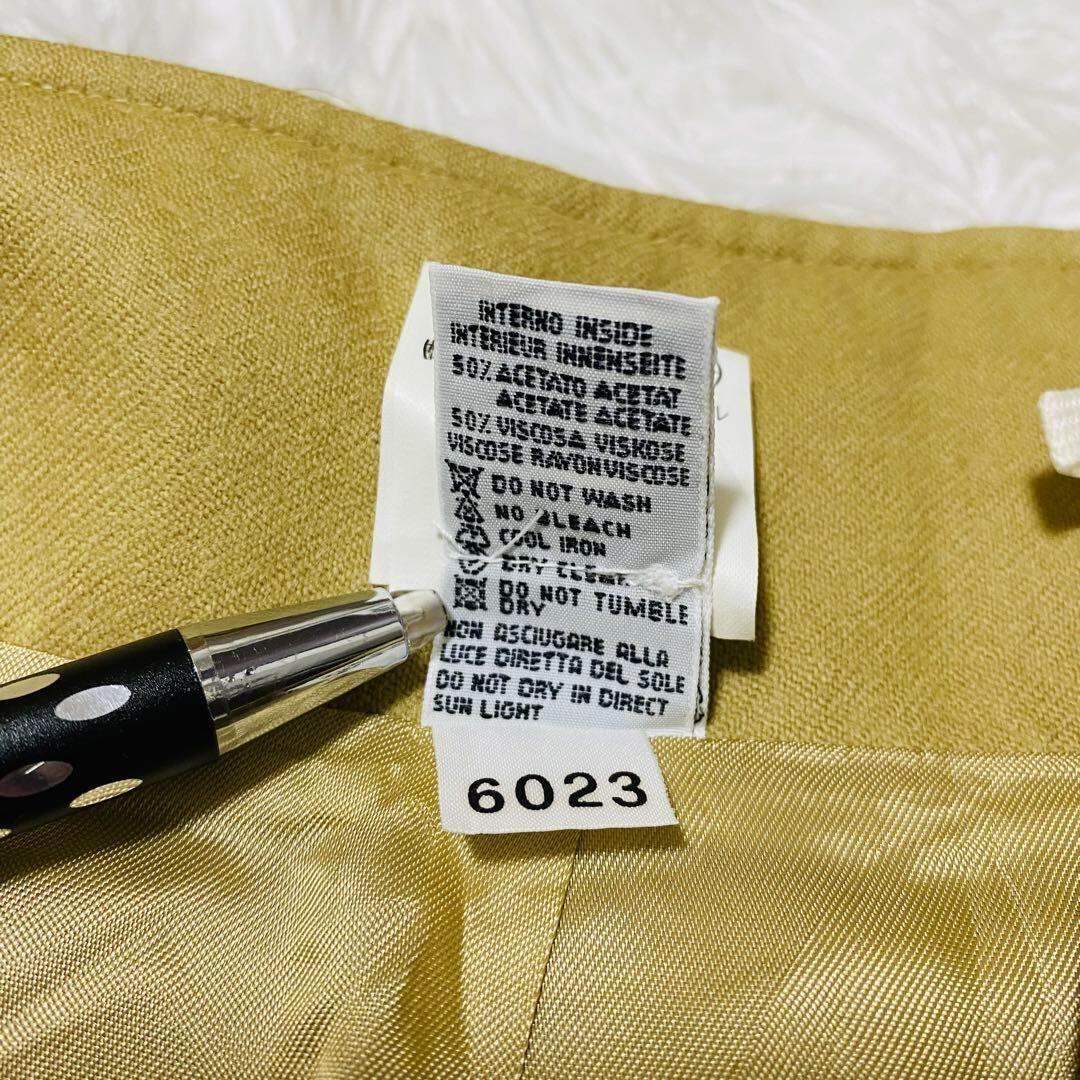 INTERNO INSIDE
INTERIEUR INNENSEITE
50% ACETATO ACETAT
ACETATE ACETATE
50% VISCOSA VISKOSE
VISCOSE RAYON VISCOSE
DO NOT WASH
NO BLEACH
COOL IRON
DRY CLEAN
DO NOT TUMBLE
DRY
NON ASCIUGARE ALLA
LUCE DIRETTA DEL SOLE
DO NOT DRY IN DIRECT
SUN LIGHT
6023